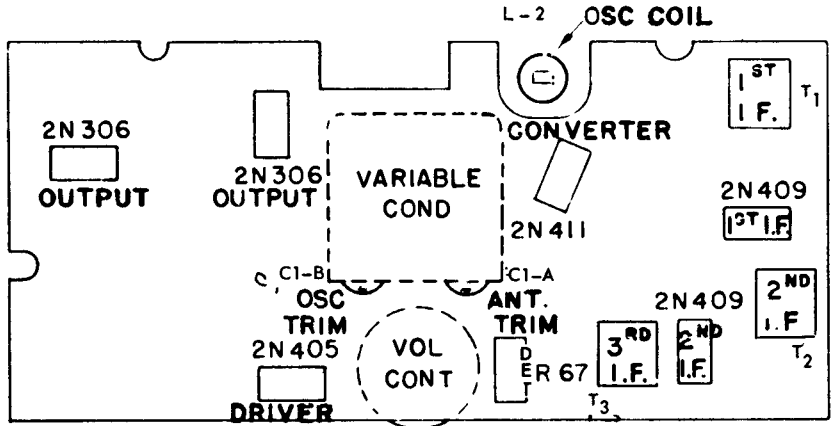 L-2
OSC COIL
1ST
I F.
T1
2N306
OUTPUT
2N306
OUTPUT
VARIABLE
COND
CONVERTER
2N411
2N409
1ST I.F.
C1-B
OSC
TRIM
C1-A
ANT.
TRIM
2N409
2ND
I.F
T2
2N405
DRIVER
VOL
CONT
DET
R 67
3RD
I.F.
T3
2ND
I.F.